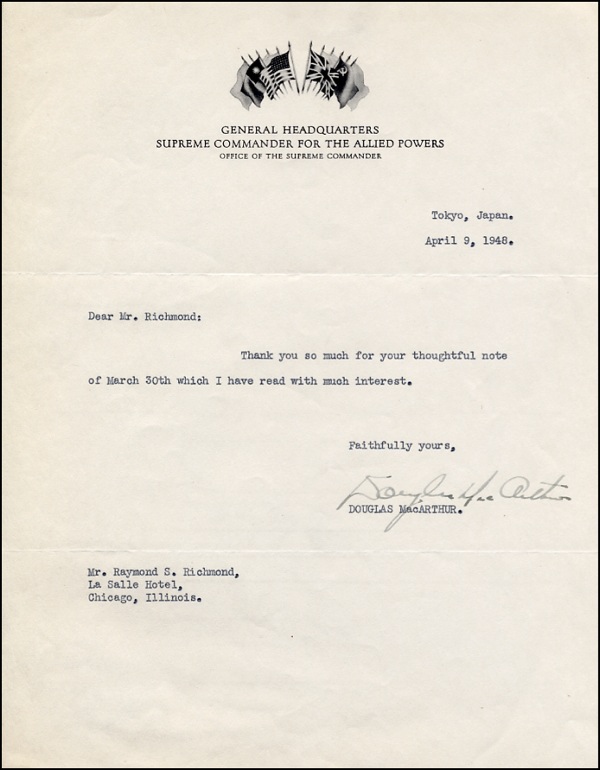 GENERAL HEADQUARTERS
SUPREME COMMANDER FOR THE ALLIED POWERS
OFFICE OF THE SUPREME COMMANDER
Tokyo, Japan.
April 9, 1948.
Dear Mr. Richmond:
Thank you so much for your thoughtful note
of March 30th which I have read with much interest.
Faithfully yours,
Douglas MacArthur
DOUGLAS MacARTHUR.
Mr. Raymond S. Richmond,
La Salle Hotel,
Chicago, Illinois.